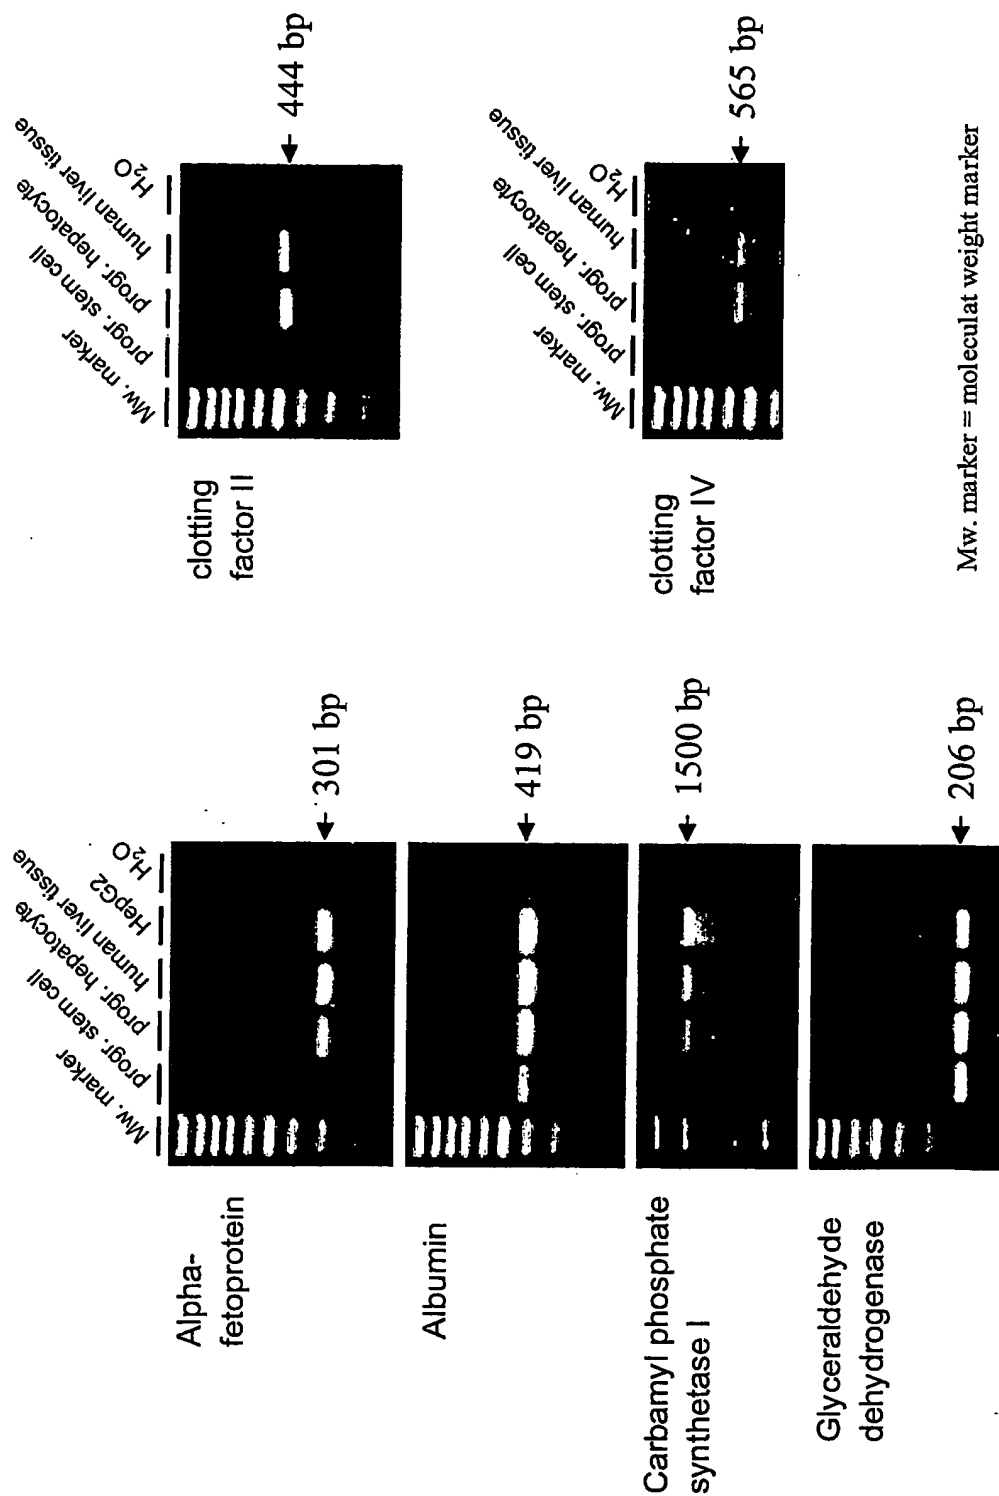 Mw. marker
progr. stem cell
progr. hepatocyte
human liver tissue
HepG2
H₂O
Alpha-
fetoprotein
301 bp
Albumin
419 bp
Carbamyl phosphate
synthetase I
1500 bp
Glyceraldehyde
dehydrogenase
206 bp
Mw. marker
progr. stem cell
progr. hepatocyte
human liver tissue
H₂O
clotting
factor II
444 bp
Mw. marker
progr. stem cell
progr. hepatocyte
human liver tissue
H₂O
clotting
factor IV
565 bp
Mw. marker = moleculat weight marker